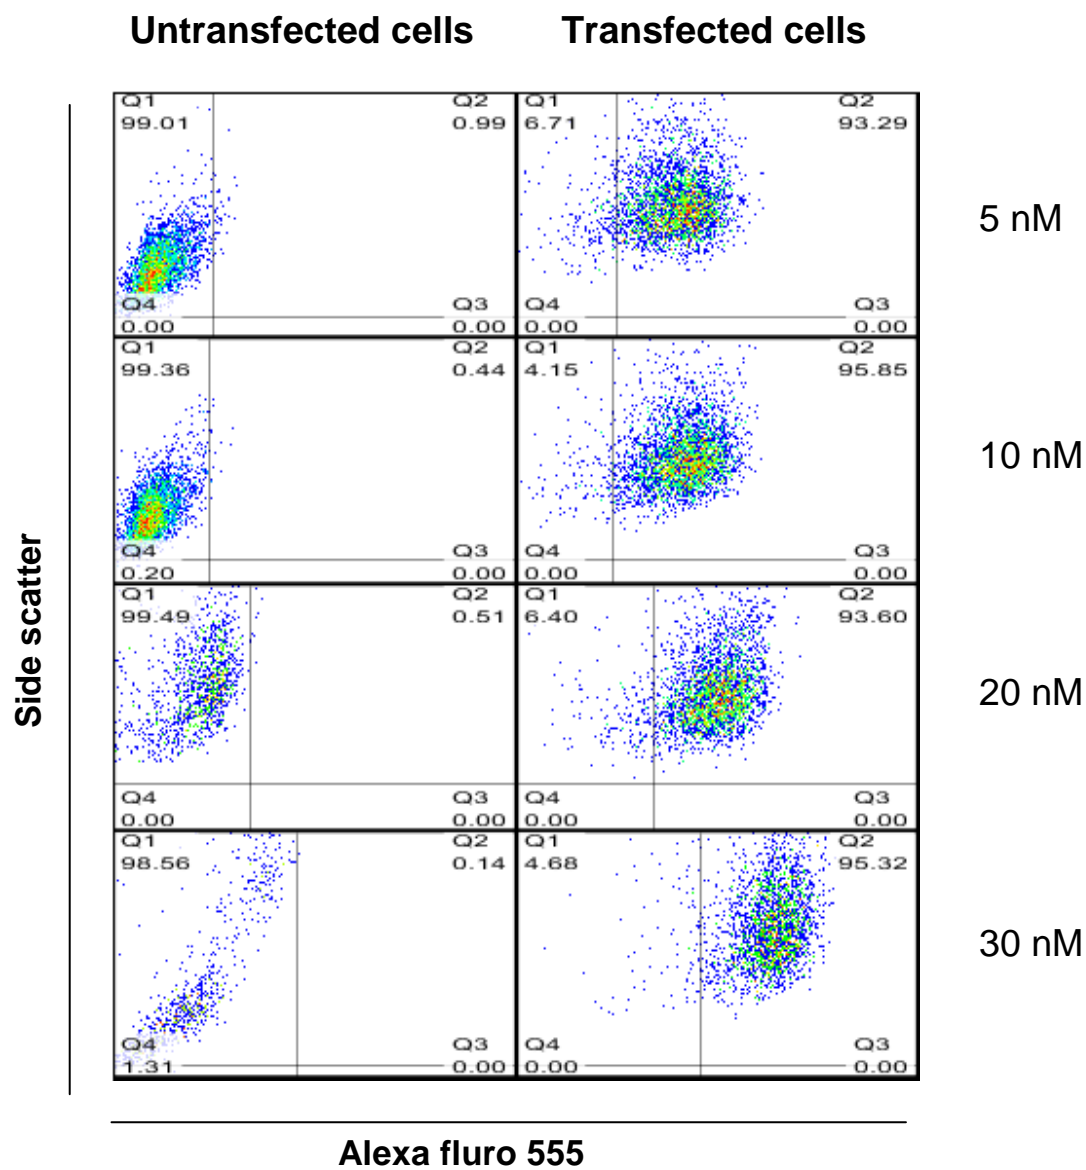 Untransfected cells Transfected cells
Q1 Q2 Q1 Q2
99.01 0.99 6.71 93.29
5 nM
Q4 Q3 Q4 Q3
0.00 0.00 0.00 0.00
Q1 Q2 Q1 Q2
99.36 0.44 4.15 95.85
10 nM
Q4 Q3 Q4 Q3
0.20 0.00 0.00 0.00
Q1 Q2 Q1 Q2
99.49 0.51 6.40 93.60
20 nM
Q4 Q3 Q4 Q3
0.00 0.00 0.00 0.00
Q1 Q2 Q1 Q2
98.56 0.14 4.68 95.32
30 nM
Q4 Q3 Q4 Q3
1.31 0.00 0.00 0.00
Side scatter
Alexa fluro 555